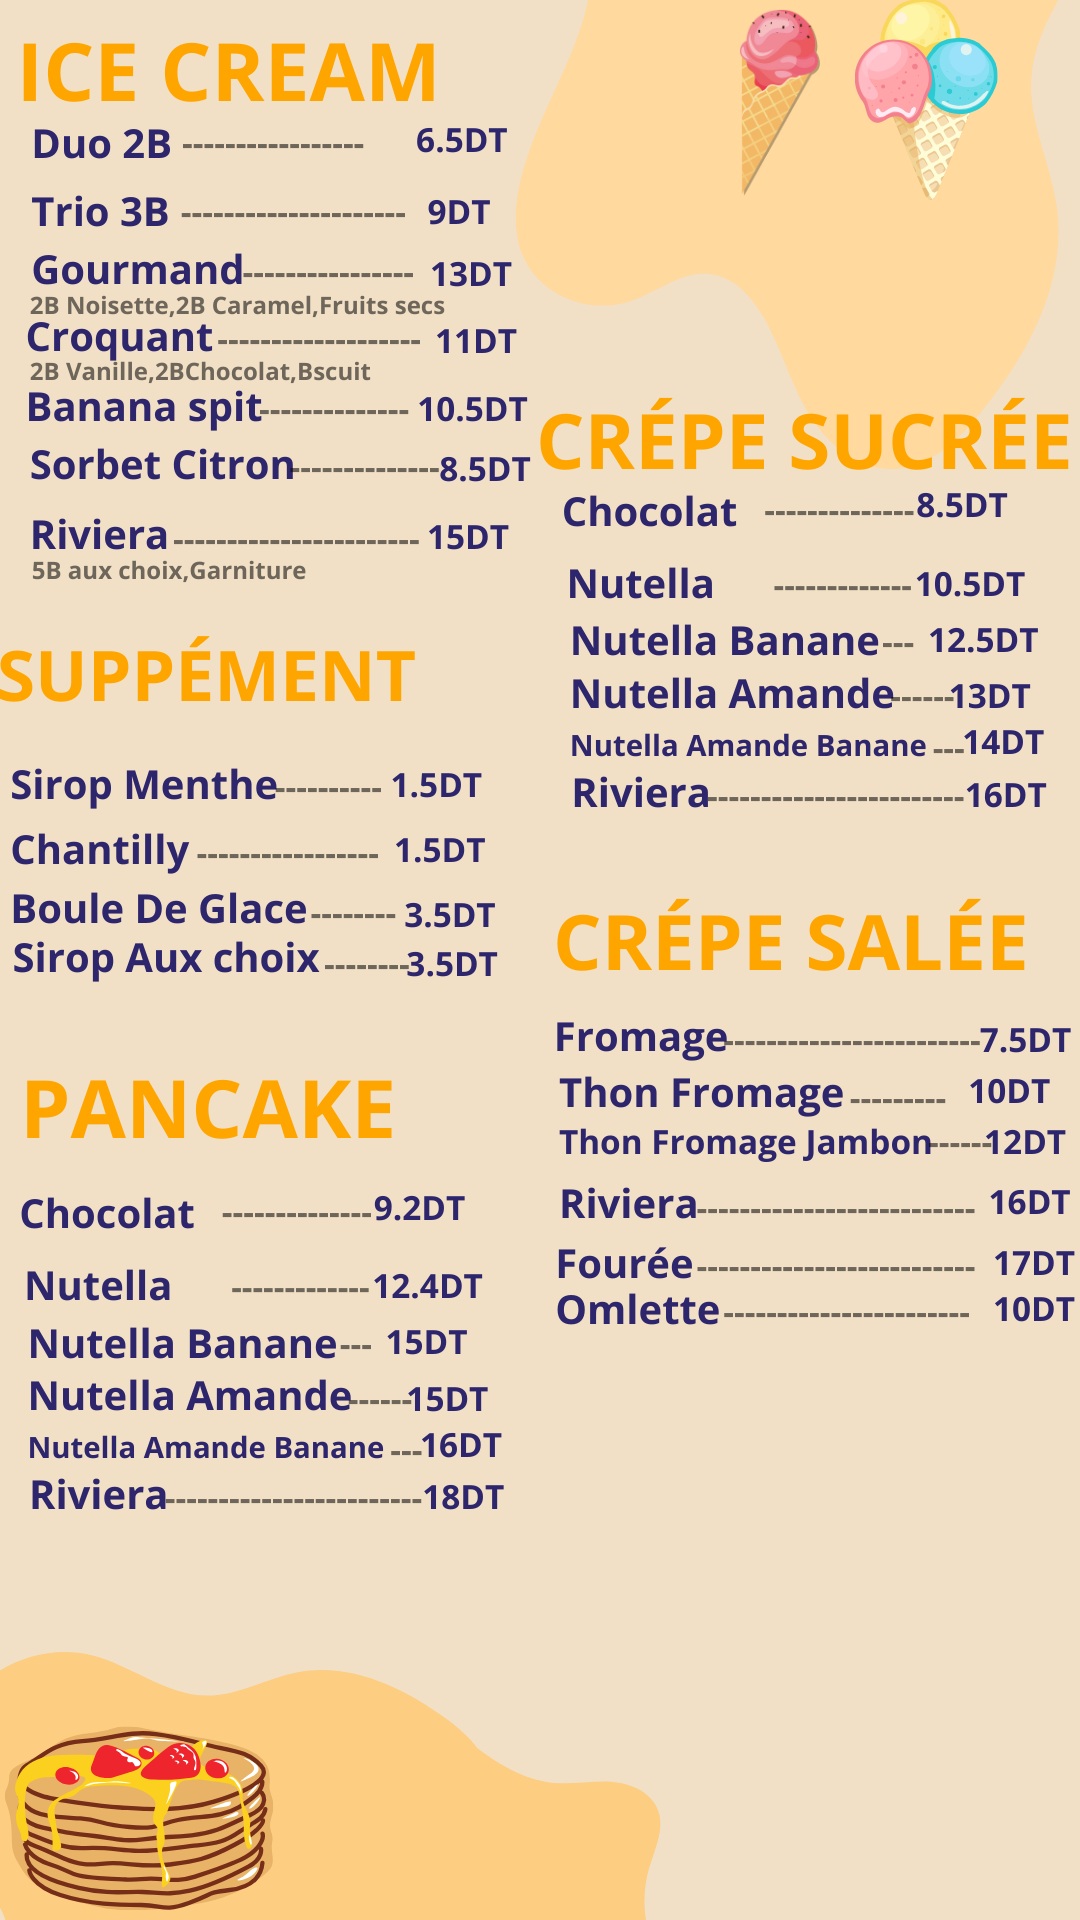 ICE CREAM
Duo 2B ----------------- 6.5DT
Trio 3B --------------------- 9DT
Gourmand---------------- 13DT
2B Noisette,2B Caramel,Fruits secs
Croquant ------------------- 11DT
2B Vanille,2BChocolat,Bscuit
Banana spit-------------- 10.5DT
Sorbet Citron--------------8.5DT
Riviera ----------------------- 15DT
5B aux choix,Garniture
SUPPÉMENT
Sirop Menthe---------- 1.5DT
Chantilly ----------------- 1.5DT
Boule De Glace -------- 3.5DT
Sirop Aux choix --------3.5DT
PANCAKE
Chocolat --------------9.2DT
Nutella -------------12.4DT
Nutella Banane--- 15DT
Nutella Amande------15DT
Nutella Amande Banane ---16DT
Riviera------------------------18DT
CRÉPE SUCRÉE
Chocolat --------------8.5DT
Nutella -------------10.5DT
Nutella Banane--- 12.5DT
Nutella Amande------13DT
Nutella Amande Banane ---14DT
Riviera------------------------16DT
CRÉPE SALÉE
Fromage------------------------7.5DT
Thon Fromage --------- 10DT
Thon Fromage Jambon------12DT
Riviera-------------------------- 16DT
Fourée-------------------------- 17DT
Omlette----------------------- 10DT